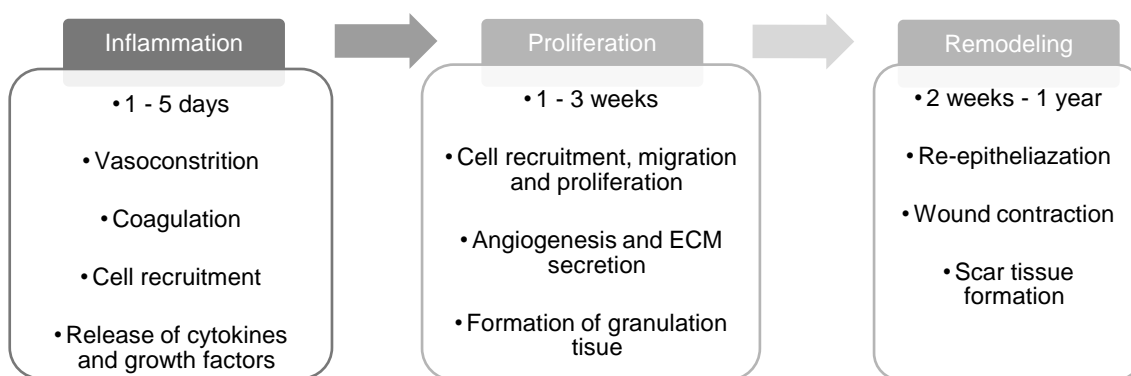 Inflammation
• 1 - 5 days
• Vasoconstrition
• Coagulation
• Cell recruitment
• Release of cytokines
and growth factors
Proliferation
• 1 - 3 weeks
• Cell recruitment, migration
and proliferation
• Angiogenesis and ECM
secretion
• Formation of granulation
tisue
Remodeling
• 2 weeks - 1 year
• Re-epitheliazation
• Wound contraction
• Scar tissue
formation